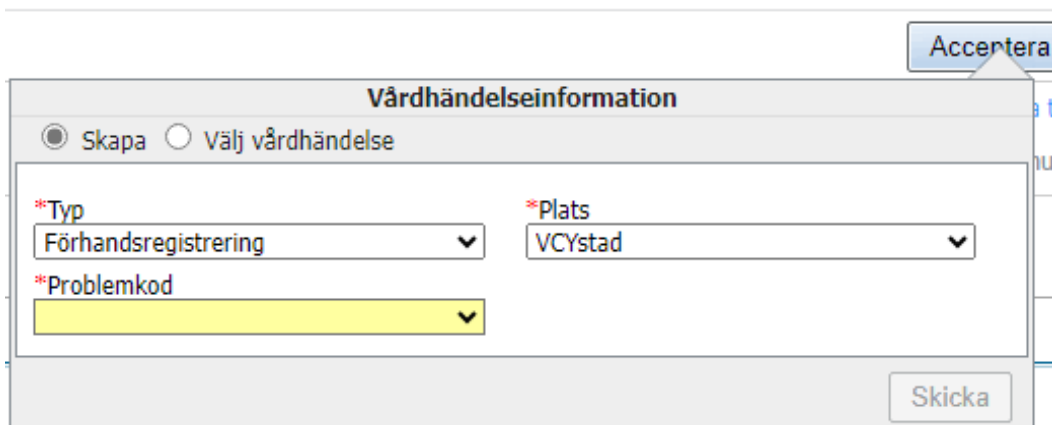 Acceptera
Vårdhändelseinformation
Skapa Välj vårdhändelse
*Typ *Plats
Förhandsregistrering VCYstad
*Problemkod
Skicka